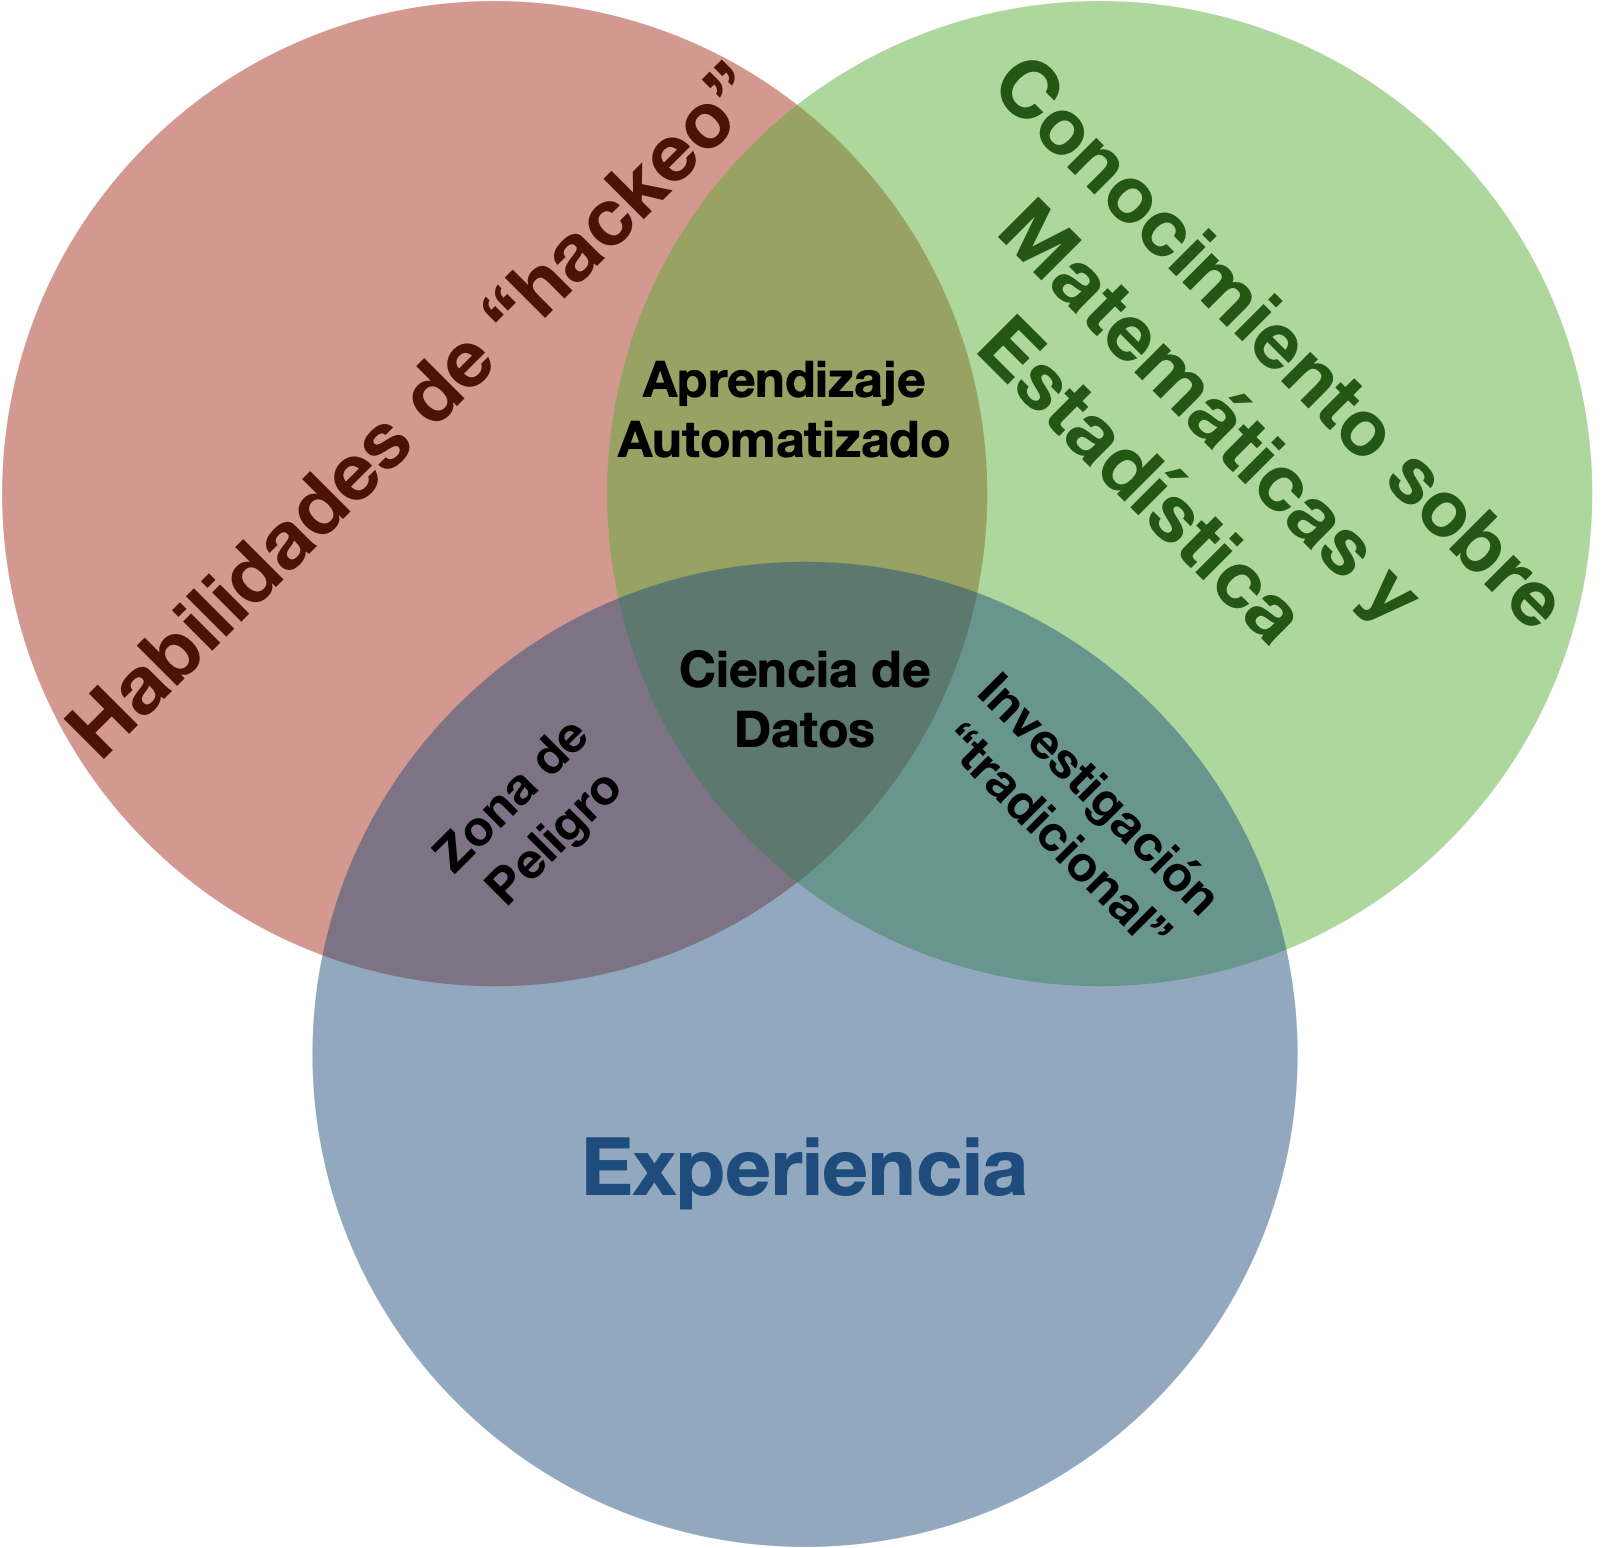 Habilidades de “hackeo”
Conocimiento sobre
Matemáticas y
Estadística
Aprendizaje
Automatizado
Ciencia de
Datos
Zona de
Peligro
Investigación
“tradicional”
Experiencia